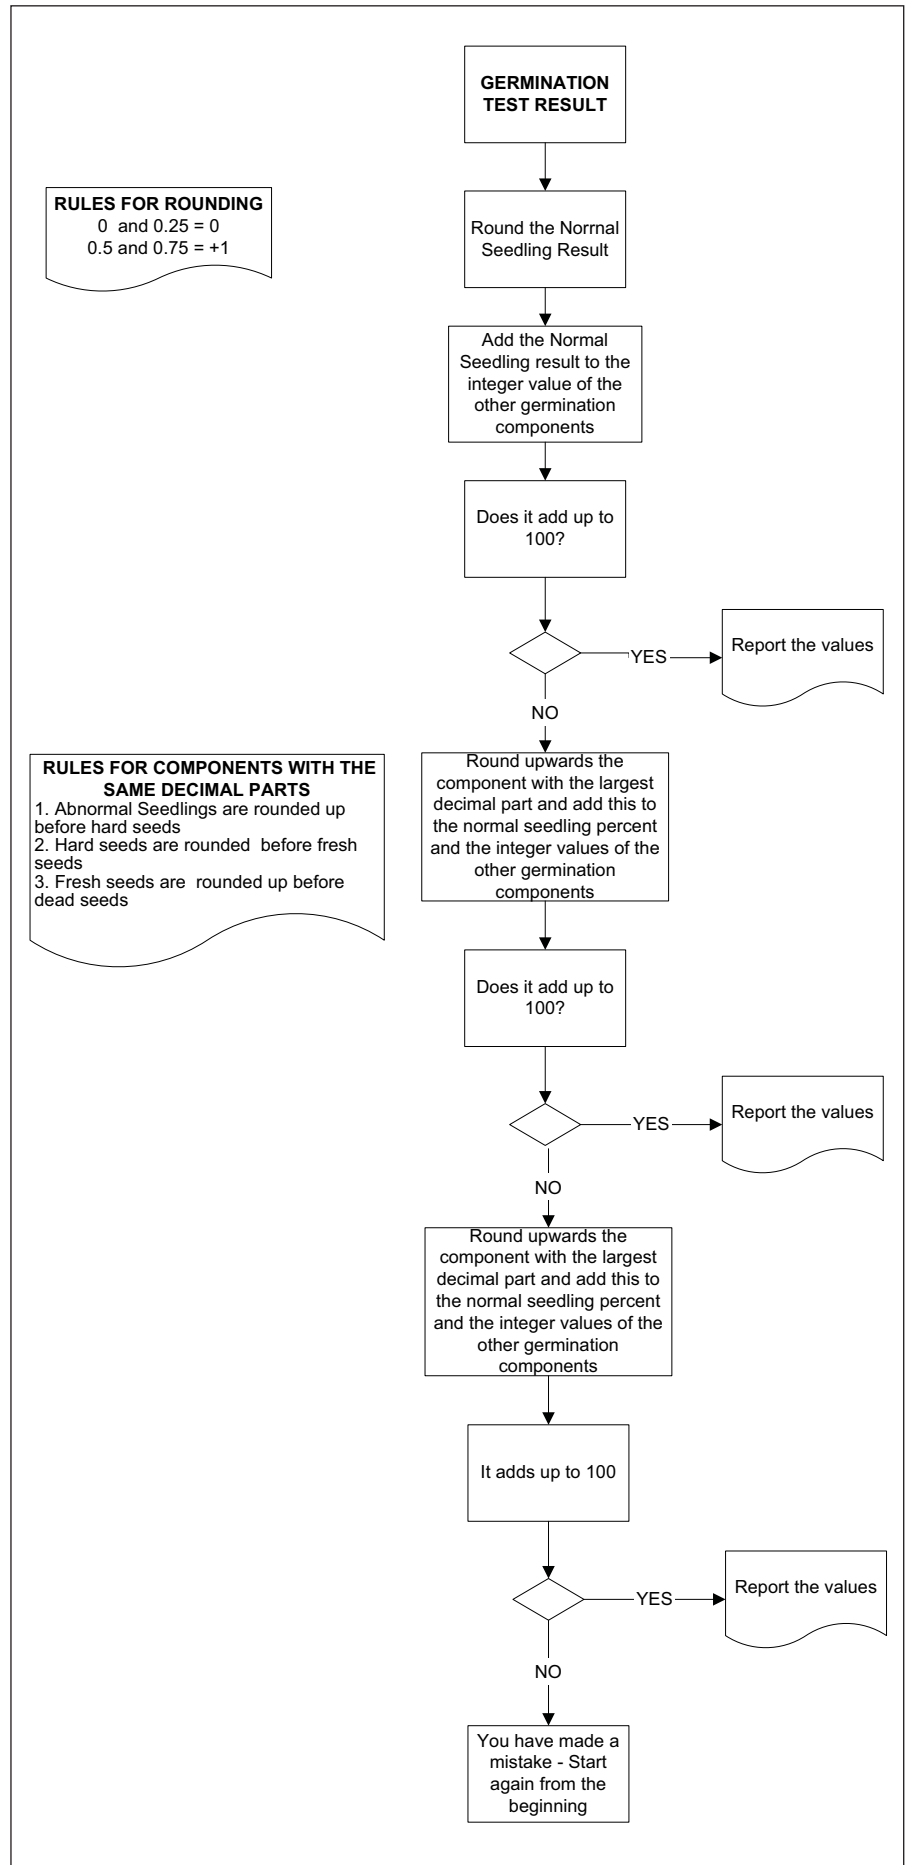 GERMINATION
TEST RESULT
RULES FOR ROUNDING
0 and 0.25 = 0
0.5 and 0.75 = +1
Round the Norrnal
Seedling Result
Add the Normal
Seedling result to the
integer value of the
other germination
components
Does it add up to
100?
YES
Report the values
NO
RULES FOR COMPONENTS WITH THE
SAME DECIMAL PARTS
1. Abnormal Seedlings are rounded up
before hard seeds
2. Hard seeds are rounded before fresh
seeds
3. Fresh seeds are rounded up before
dead seeds
Round upwards the
component with the largest
decimal part and add this to
the normal seedling percent
and the integer values of the
other germination
components
Does it add up to
100?
YES
Report the values
NO
Round upwards the
component with the largest
decimal part and add this to
the normal seedling percent
and the integer values of the
other germination
components
It adds up to 100
YES
Report the values
NO
You have made a
mistake - Start
again from the
beginning